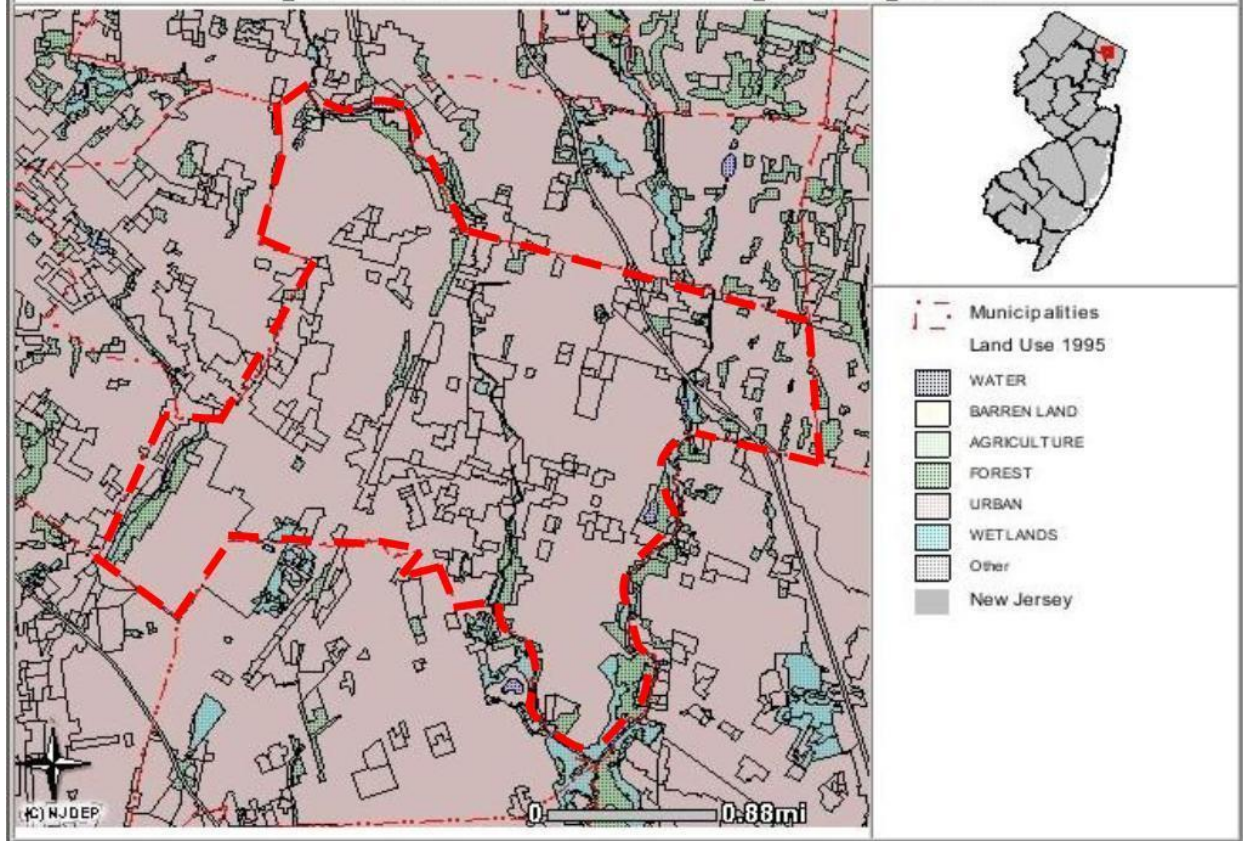 (C) NJDEP
0 0.88mi
Municipalities
Land Use 1995
WATER
BARREN LAND
AGRICULTURE
FOREST
URBAN
WETLANDS
Other
New Jersey